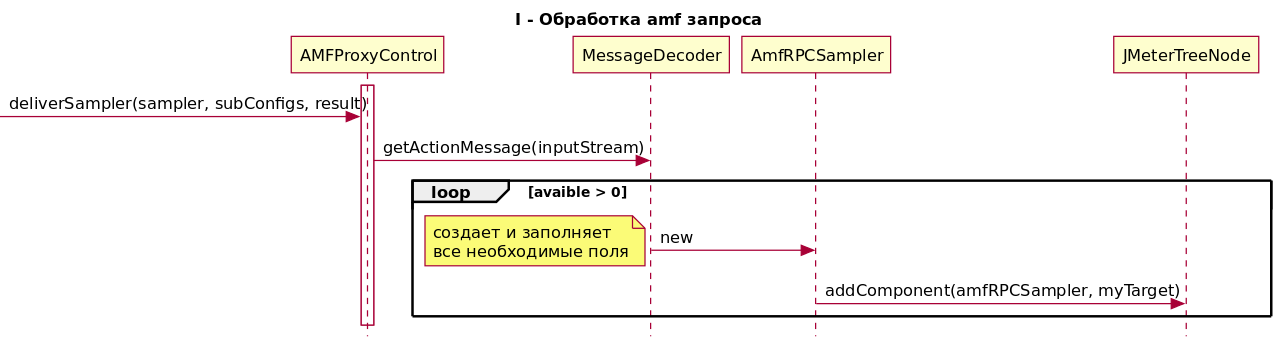 I - Обработка amf запроса
AMFProxyControl
MessageDecoder
AmfRPCSampler
JMeterTreeNode
deliverSampler(sampler, subConfigs, result)
getActionMessage(inputStream)
loop
[avaible > 0]
создает и заполняет
все необходимые поля
new
addComponent(amfRPCSampler, myTarget)